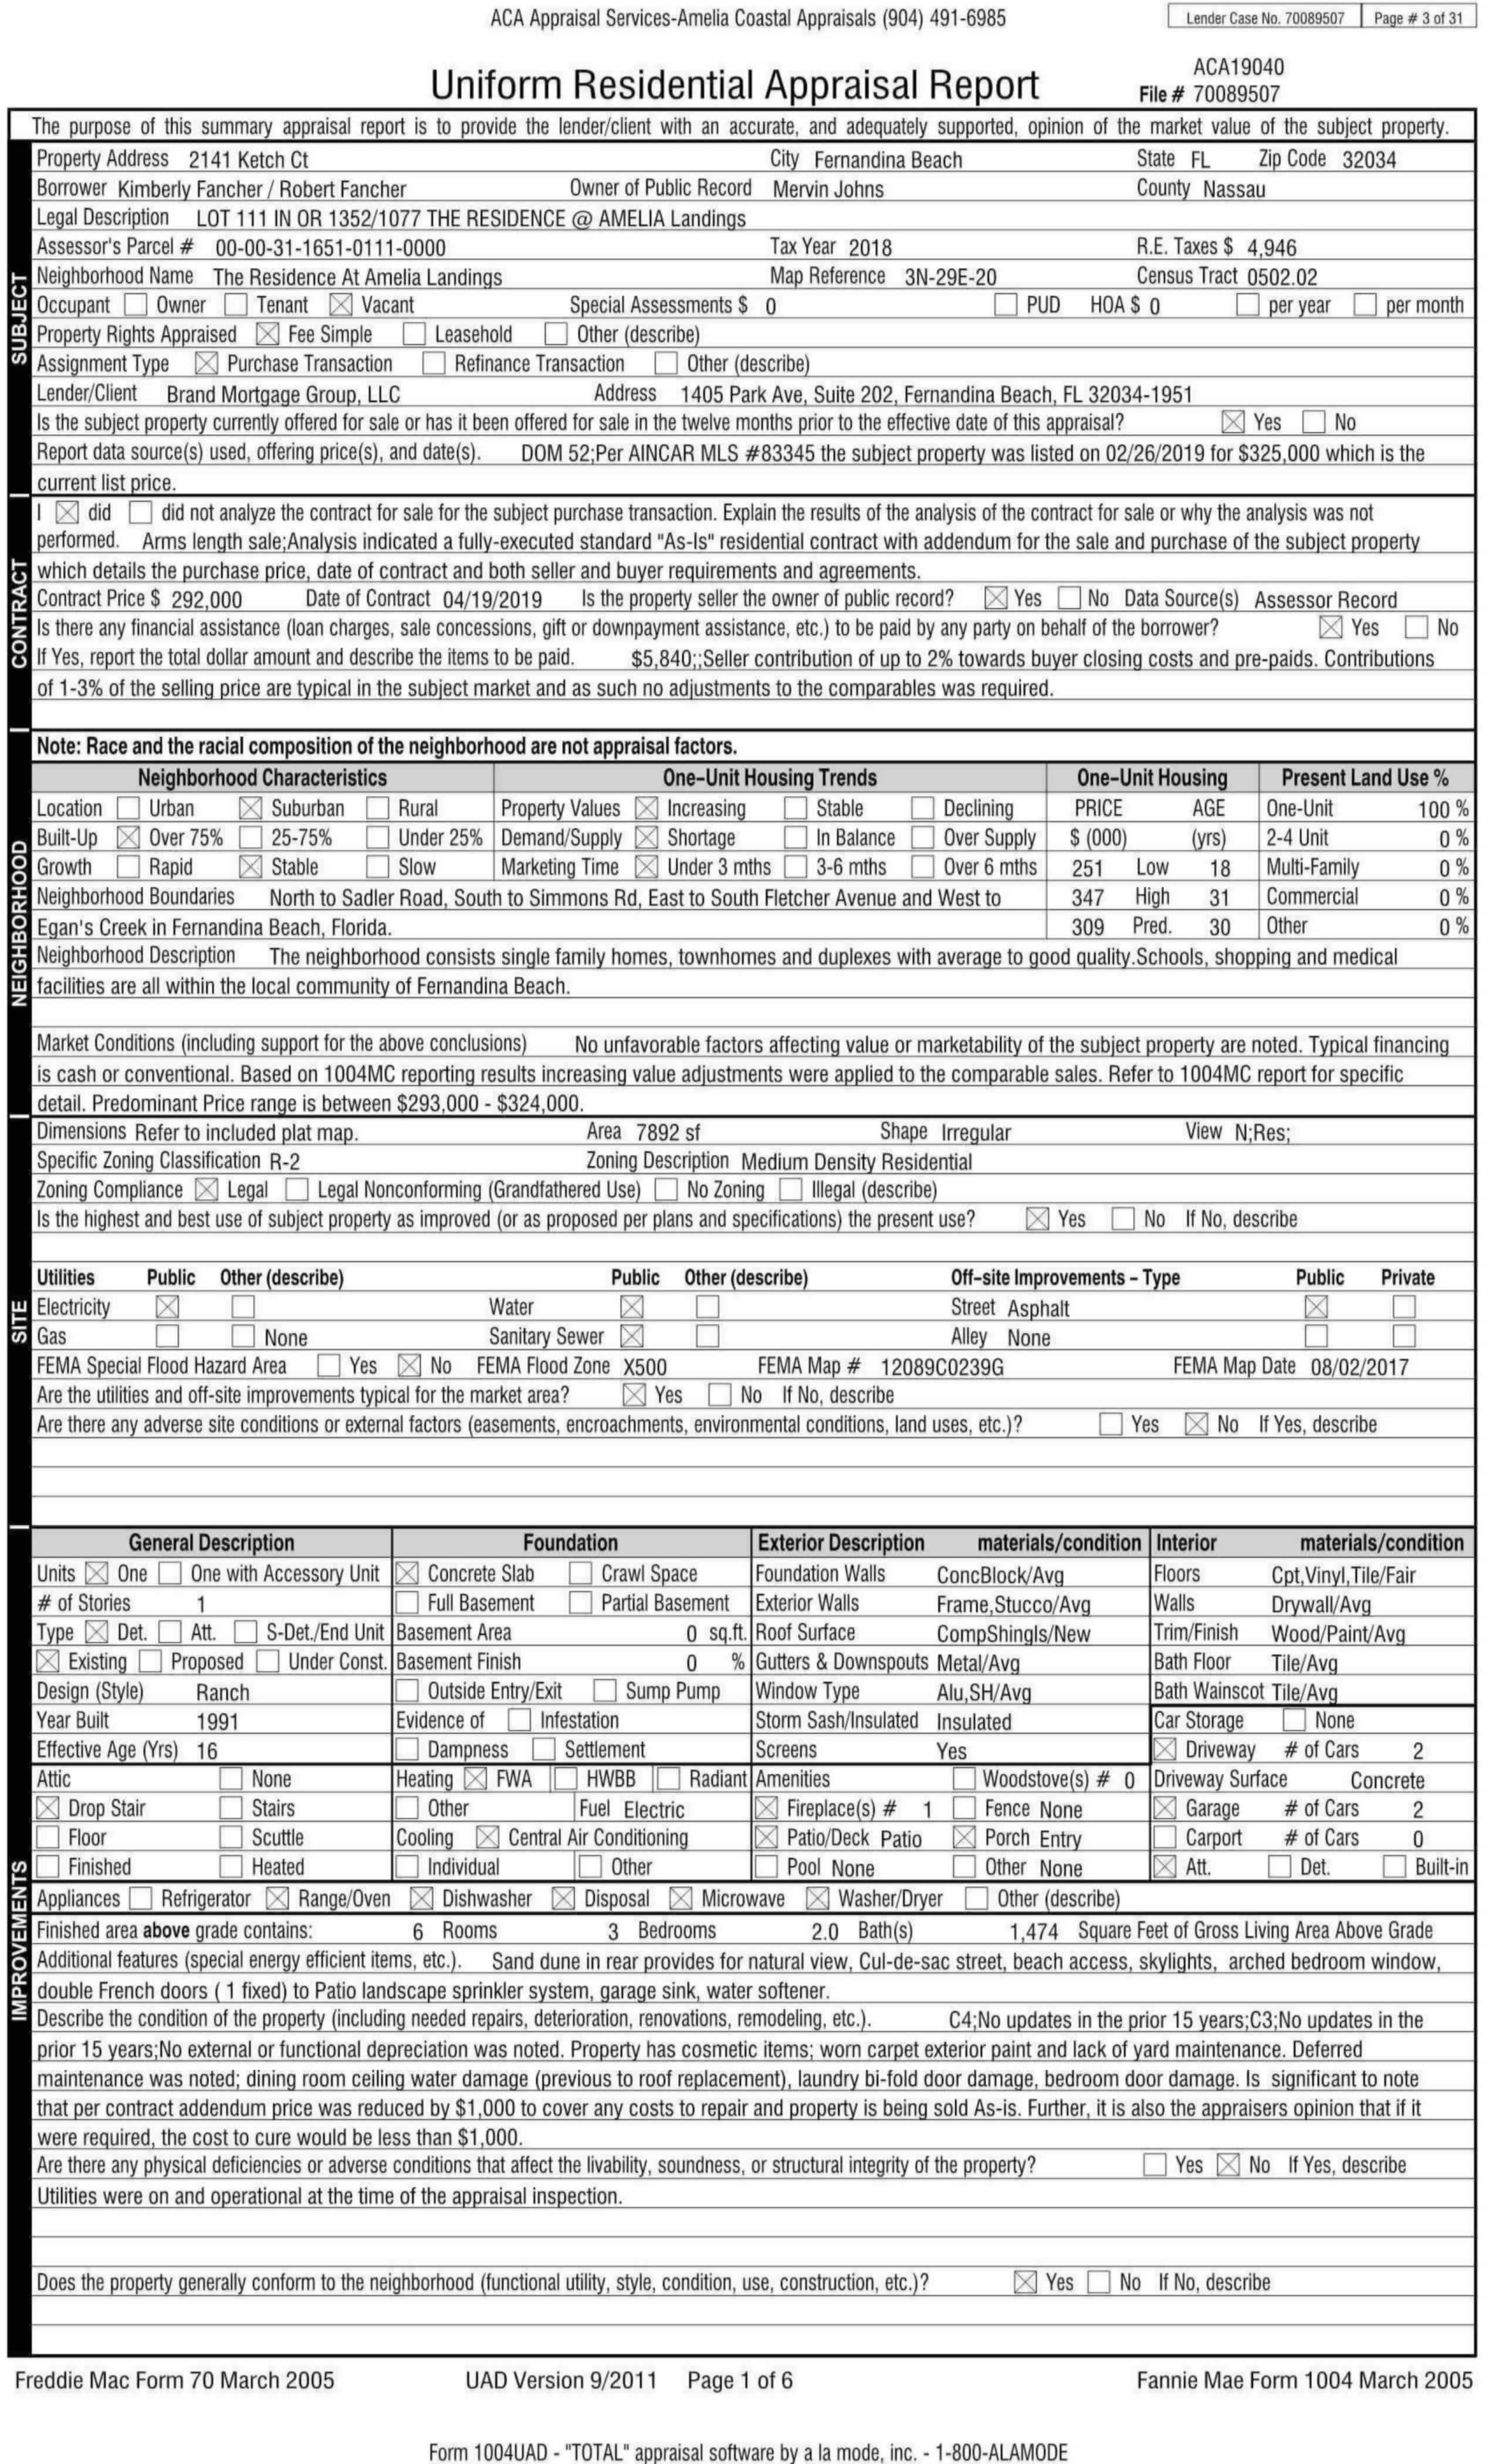 ACA Appraisal Services-Amelia Coastal Appraisals (904) 491-6985
Lender Case No. 70089507 Page # 3 of 31
Uniform Residential Appraisal Report
ACA19040
File # 70089507
The purpose of this summary appraisal report is to provide the lender/client with an accurate, and adequately supported, opinion of the market value of the subject property.
SUBJECT
Property Address 2141 Ketch Ct City Fernandina Beach State FL Zip Code 32034
Borrower Kimberly Fancher / Robert Fancher Owner of Public Record Mervin Johns County Nassau
Legal Description LOT 111 IN OR 1352/1077 THE RESIDENCE @ AMELIA Landings
Assessor's Parcel # 00-00-31-1651-0111-0000 Tax Year 2018 R.E. Taxes $ 4,946
Neighborhood Name The Residence At Amelia Landings Map Reference 3N-29E-20 Census Tract 0502.02
Occupant ☐ Owner ☐ Tenant ☒ Vacant Special Assessments $ 0 ☐ PUD HOA $ 0 ☐ per year ☐ per month
Property Rights Appraised ☒ Fee Simple ☐ Leasehold ☐ Other (describe)
Assignment Type ☒ Purchase Transaction ☐ Refinance Transaction ☐ Other (describe)
Lender/Client Brand Mortgage Group, LLC Address 1405 Park Ave, Suite 202, Fernandina Beach, FL 32034-1951
Is the subject property currently offered for sale or has it been offered for sale in the twelve months prior to the effective date of this appraisal? ☒ Yes ☐ No
Report data source(s) used, offering price(s), and date(s). DOM 52;Per AINCAR MLS #83345 the subject property was listed on 02/26/2019 for $325,000 which is the
current list price.
CONTRACT
I ☒ did ☐ did not analyze the contract for sale for the subject purchase transaction. Explain the results of the analysis of the contract for sale or why the analysis was not
performed. Arms length sale;Analysis indicated a fully-executed standard "As-Is" residential contract with addendum for the sale and purchase of the subject property
which details the purchase price, date of contract and both seller and buyer requirements and agreements.
Contract Price $ 292,000 Date of Contract 04/19/2019 Is the property seller the owner of public record? ☒ Yes ☐ No Data Source(s) Assessor Record
Is there any financial assistance (loan charges, sale concessions, gift or downpayment assistance, etc.) to be paid by any party on behalf of the borrower? ☒ Yes ☐ No
If Yes, report the total dollar amount and describe the items to be paid. $5,840;;Seller contribution of up to 2% towards buyer closing costs and pre-paids. Contributions
of 1-3% of the selling price are typical in the subject market and as such no adjustments to the comparables was required.
NEIGHBORHOOD
Note: Race and the racial composition of the neighborhood are not appraisal factors.
Neighborhood Characteristics One-Unit Housing Trends One-Unit Housing Present Land Use %
Location ☐ Urban ☒ Suburban ☐ Rural Property Values ☒ Increasing ☐ Stable ☐ Declining PRICE AGE One-Unit 100 %
Built-Up ☒ Over 75% ☐ 25-75% ☐ Under 25% Demand/Supply ☒ Shortage ☐ In Balance ☐ Over Supply $ (000) (yrs) 2-4 Unit 0 %
Growth ☐ Rapid ☒ Stable ☐ Slow Marketing Time ☒ Under 3 mths ☐ 3-6 mths ☐ Over 6 mths 251 Low 18 Multi-Family 0 %
Neighborhood Boundaries North to Sadler Road, South to Simmons Rd, East to South Fletcher Avenue and West to 347 High 31 Commercial 0 %
Egan's Creek in Fernandina Beach, Florida. 309 Pred. 30 Other 0 %
Neighborhood Description The neighborhood consists single family homes, townhomes and duplexes with average to good quality.Schools, shopping and medical
facilities are all within the local community of Fernandina Beach.
Market Conditions (including support for the above conclusions) No unfavorable factors affecting value or marketability of the subject property are noted. Typical financing
is cash or conventional. Based on 1004MC reporting results increasing value adjustments were applied to the comparable sales. Refer to 1004MC report for specific
detail. Predominant Price range is between $293,000 - $324,000.
SITE
Dimensions Refer to included plat map. Area 7892 sf Shape Irregular View N;Res;
Specific Zoning Classification R-2 Zoning Description Medium Density Residential
Zoning Compliance ☒ Legal ☐ Legal Nonconforming (Grandfathered Use) ☐ No Zoning ☐ Illegal (describe)
Is the highest and best use of subject property as improved (or as proposed per plans and specifications) the present use? ☒ Yes ☐ No If No, describe
Utilities Public Other (describe) Public Other (describe) Off-site Improvements - Type Public Private
Electricity ☒ ☐ Water ☒ ☐ Street Asphalt ☒ ☐
Gas ☐ ☐ None Sanitary Sewer ☒ ☐ Alley None ☐ ☐
FEMA Special Flood Hazard Area ☐ Yes ☒ No FEMA Flood Zone X500 FEMA Map # 12089C0239G FEMA Map Date 08/02/2017
Are the utilities and off-site improvements typical for the market area? ☒ Yes ☐ No If No, describe
Are there any adverse site conditions or external factors (easements, encroachments, environmental conditions, land uses, etc.)? ☐ Yes ☒ No If Yes, describe
IMPROVEMENTS
General Description Foundation Exterior Description materials/condition Interior materials/condition
Units ☒ One ☐ One with Accessory Unit ☒ Concrete Slab ☐ Crawl Space Foundation Walls ConcBlock/Avg Floors Cpt,Vinyl,Tile/Fair
# of Stories 1 ☐ Full Basement ☐ Partial Basement Exterior Walls Frame,Stucco/Avg Walls Drywall/Avg
Type ☒ Det. ☐ Att. ☐ S-Det./End Unit Basement Area 0 sq.ft. Roof Surface CompShingls/New Trim/Finish Wood/Paint/Avg
☒ Existing ☐ Proposed ☐ Under Const. Basement Finish 0 % Gutters & Downspouts Metal/Avg Bath Floor Tile/Avg
Design (Style) Ranch ☐ Outside Entry/Exit ☐ Sump Pump Window Type Alu,SH/Avg Bath Wainscot Tile/Avg
Year Built 1991 Evidence of ☐ Infestation Storm Sash/Insulated Insulated Car Storage ☐ None
Effective Age (Yrs) 16 ☐ Dampness ☐ Settlement Screens Yes ☒ Driveway # of Cars 2
Attic ☐ None Heating ☒ FWA ☐ HWBB ☐ Radiant Amenities ☐ Woodstove(s) # 0 Driveway Surface Concrete
☒ Drop Stair ☐ Stairs ☐ Other Fuel Electric ☒ Fireplace(s) # 1 ☐ Fence None ☒ Garage # of Cars 2
☐ Floor ☐ Scuttle Cooling ☒ Central Air Conditioning ☒ Patio/Deck Patio ☒ Porch Entry ☐ Carport # of Cars 0
☐ Finished ☐ Heated ☐ Individual ☐ Other ☐ Pool None ☐ Other None ☒ Att. ☐ Det. ☐ Built-in
Appliances ☐ Refrigerator ☒ Range/Oven ☒ Dishwasher ☒ Disposal ☒ Microwave ☒ Washer/Dryer ☐ Other (describe)
Finished area above grade contains: 6 Rooms 3 Bedrooms 2.0 Bath(s) 1,474 Square Feet of Gross Living Area Above Grade
Additional features (special energy efficient items, etc.). Sand dune in rear provides for natural view, Cul-de-sac street, beach access, skylights, arched bedroom window,
double French doors ( 1 fixed) to Patio landscape sprinkler system, garage sink, water softener.
Describe the condition of the property (including needed repairs, deterioration, renovations, remodeling, etc.). C4;No updates in the prior 15 years;C3;No updates in the
prior 15 years;No external or functional depreciation was noted. Property has cosmetic items; worn carpet exterior paint and lack of yard maintenance. Deferred
maintenance was noted; dining room ceiling water damage (previous to roof replacement), laundry bi-fold door damage, bedroom door damage. Is significant to note
that per contract addendum price was reduced by $1,000 to cover any costs to repair and property is being sold As-is. Further, it is also the appraisers opinion that if it
were required, the cost to cure would be less than $1,000.
Are there any physical deficiencies or adverse conditions that affect the livability, soundness, or structural integrity of the property? ☐ Yes ☒ No If Yes, describe
Utilities were on and operational at the time of the appraisal inspection.
Does the property generally conform to the neighborhood (functional utility, style, condition, use, construction, etc.)? ☒ Yes ☐ No If No, describe
Freddie Mac Form 70 March 2005 UAD Version 9/2011 Page 1 of 6 Fannie Mae Form 1004 March 2005
Form 1004UAD - "TOTAL" appraisal software by a la mode, inc. - 1-800-ALAMODE